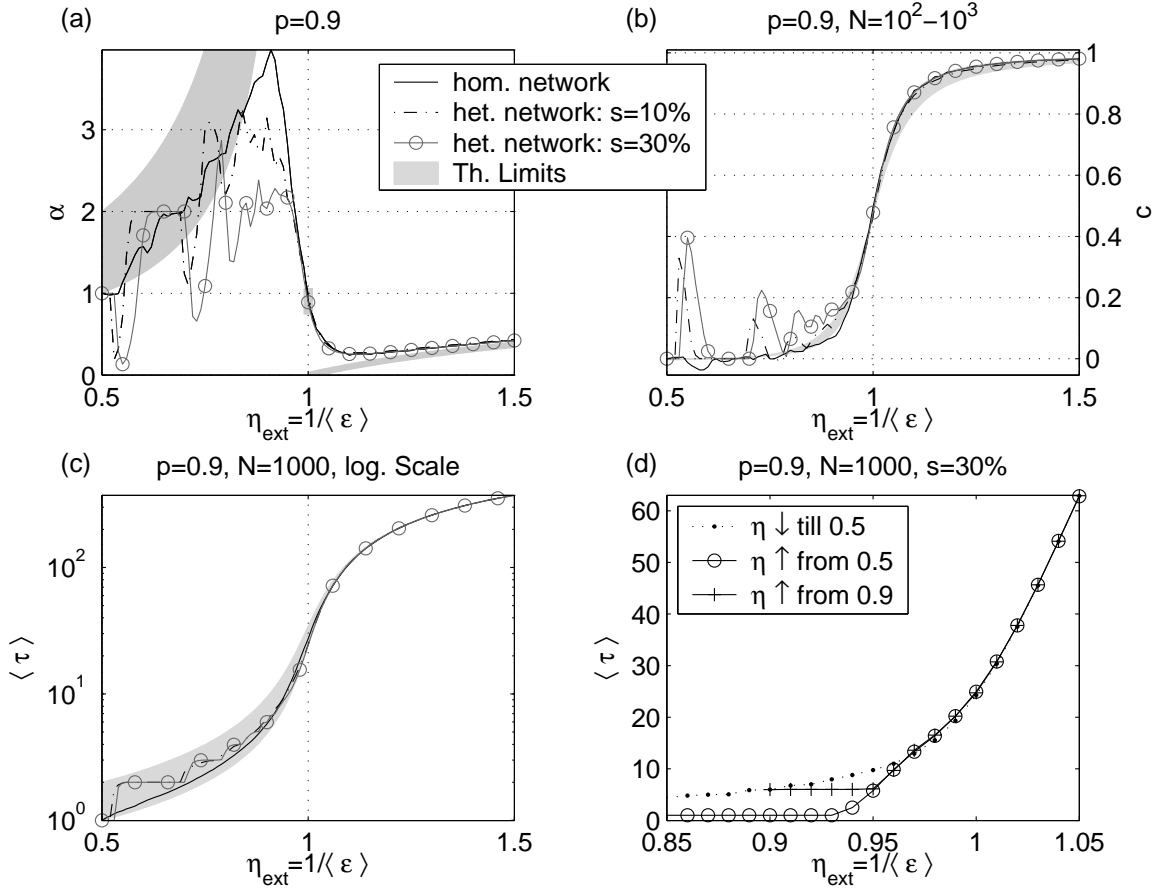 (a)
p=0.9
4
3
2
1
0
α
0.5
1
1.5
η_ext=1/⟨ ε ⟩
hom. network
het. network: s=10%
het. network: s=30%
Th. Limits
(b)
p=0.9, N=10²−10³
1
0.8
0.6
0.4
0.2
0
c
0.5
1
1.5
η_ext=1/⟨ ε ⟩
(c)
p=0.9, N=1000, log. Scale
10²
10¹
10⁰
⟨ τ ⟩
0.5
1
1.5
η_ext=1/⟨ ε ⟩
(d)
p=0.9, N=1000, s=30%
η ↓ till 0.5
η ↑ from 0.5
η ↑ from 0.9
60
50
40
30
20
10
0
⟨ τ ⟩
0.85
0.9
0.95
1
1.05
η_ext=1/⟨ ε ⟩